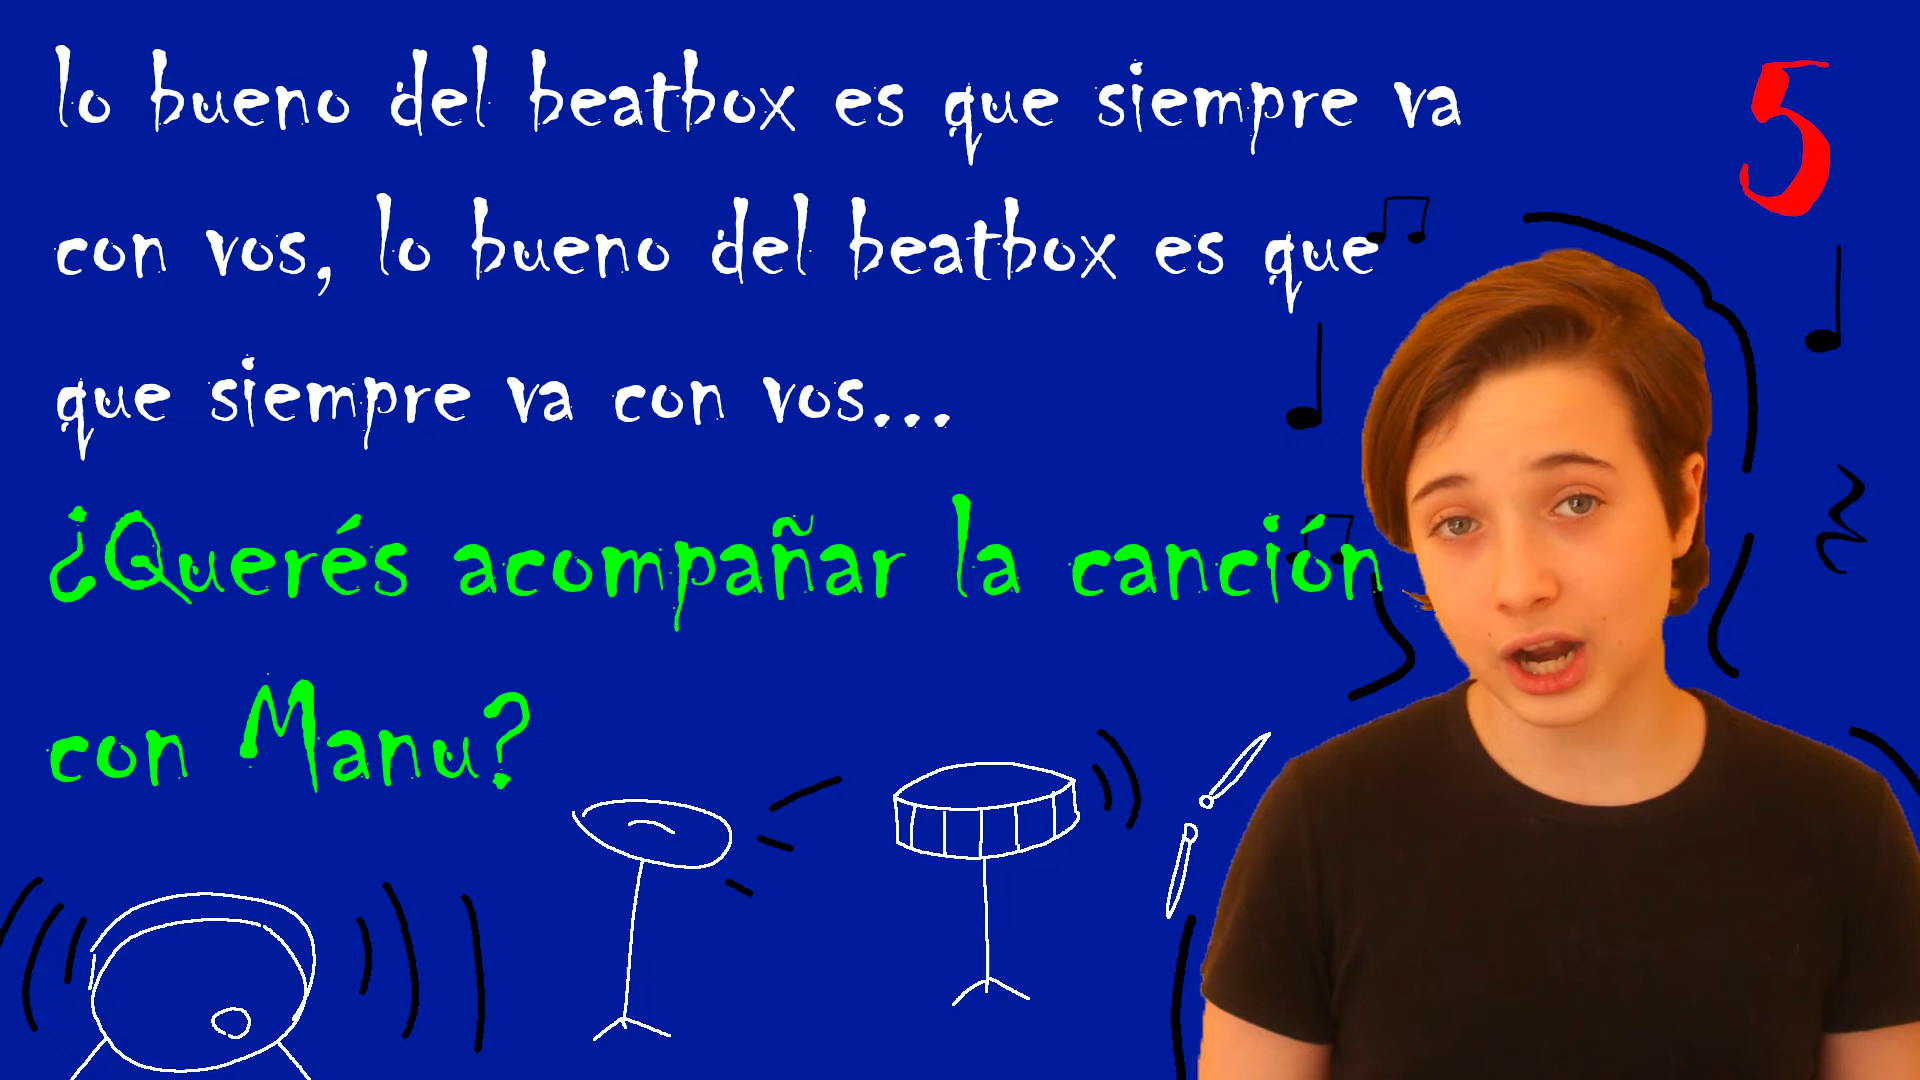 lo bueno del beatbox es que siempre va
con vos, lo bueno del beatbox es que
que siempre va con vos...
¿Querés acompañar la canción
con Manu?
5